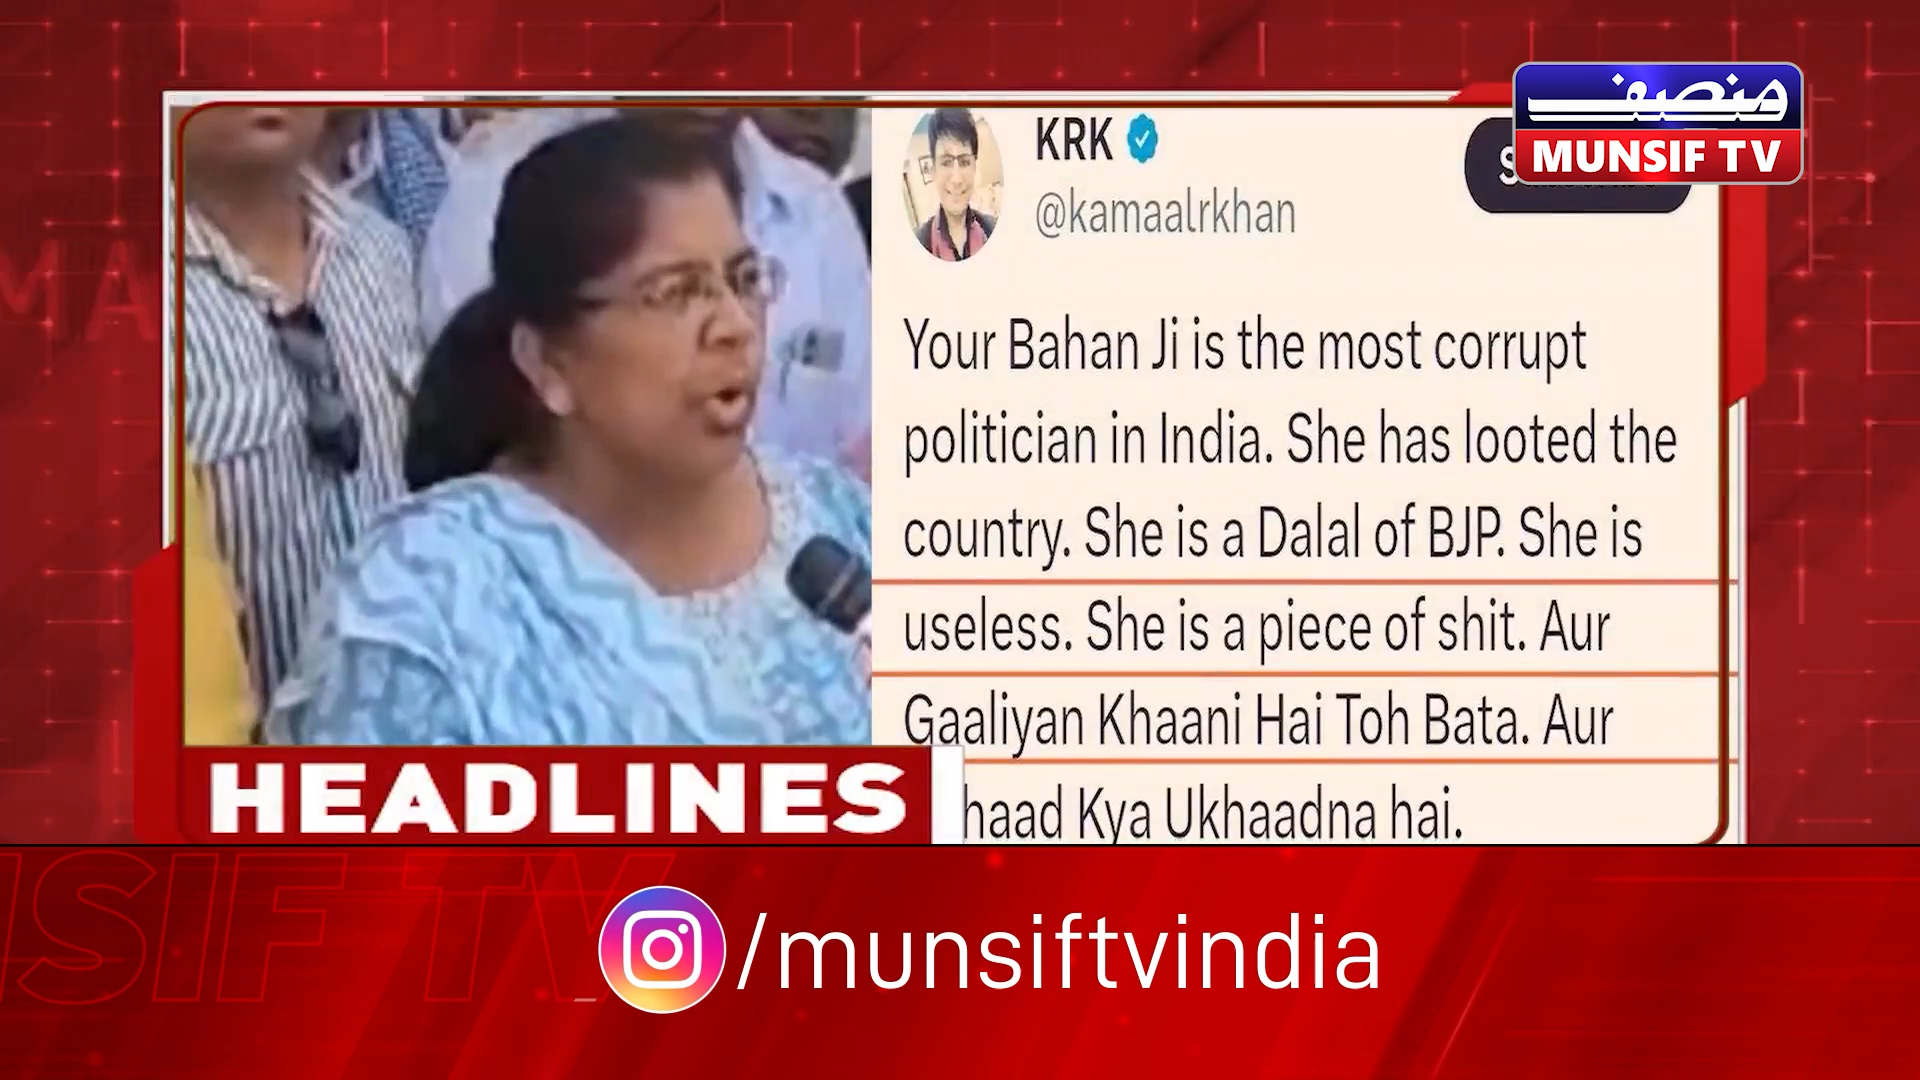 منصف
MUNSIF TV
KRK
@kamaalrkhan
Your Bahan Ji is the most corrupt
politician in India. She has looted the
country. She is a Dalal of BJP. She is
useless. She is a piece of shit. Aur
Gaaliyan Khaani Hai Toh Bata. Aur
haad Kya Ukhaadna hai.
HEADLINES
/munsiftvindia